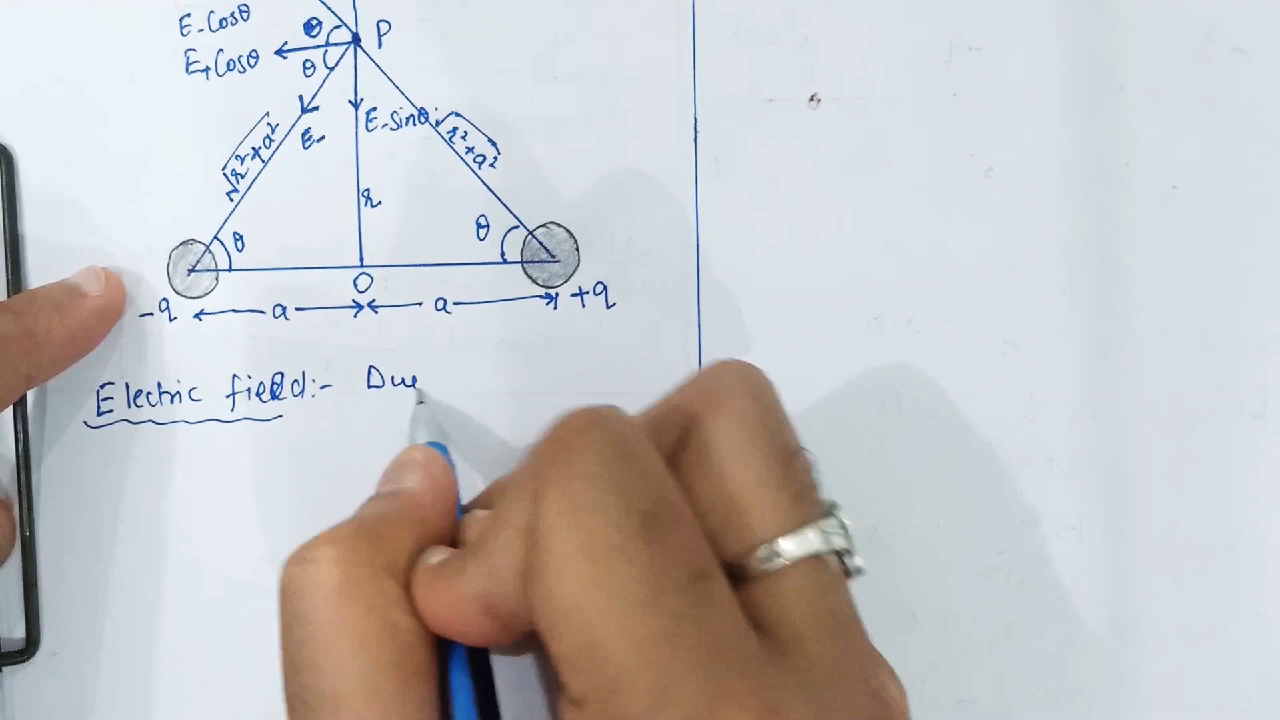 E₋Cosθ
θ
P
E₊Cosθ
θ
E₋
E₋Sinθ
√r²+a²
√r²+a²
r
θ
θ
O
-q
a
a
+q
Electric field:- Due